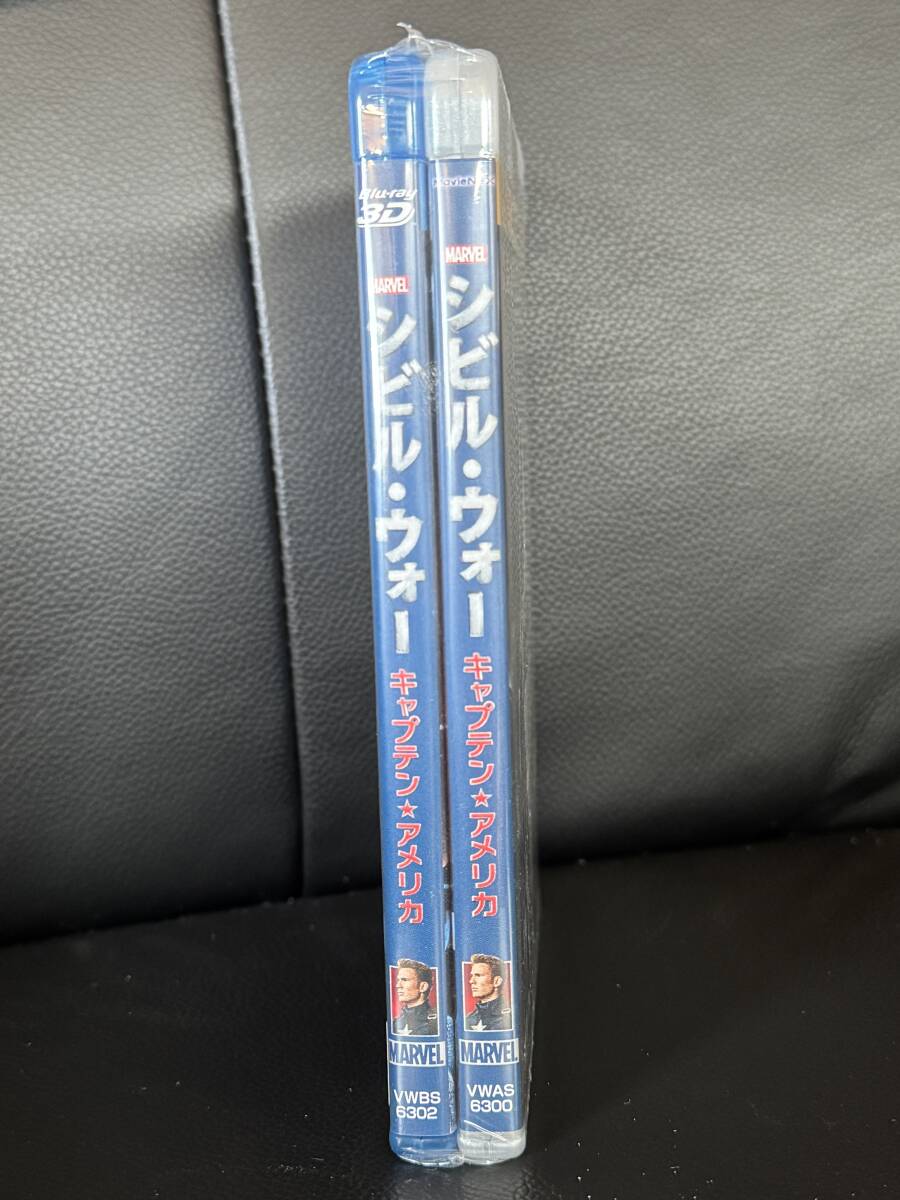 Blu-ray
3D
MARVEL
シビル・ウォー
キャプテン★アメリカ
MARVEL
VWBS
6302
MovieNEX
MARVEL
シビル・ウォー
キャプテン★アメリカ
MARVEL
VWAS
6300